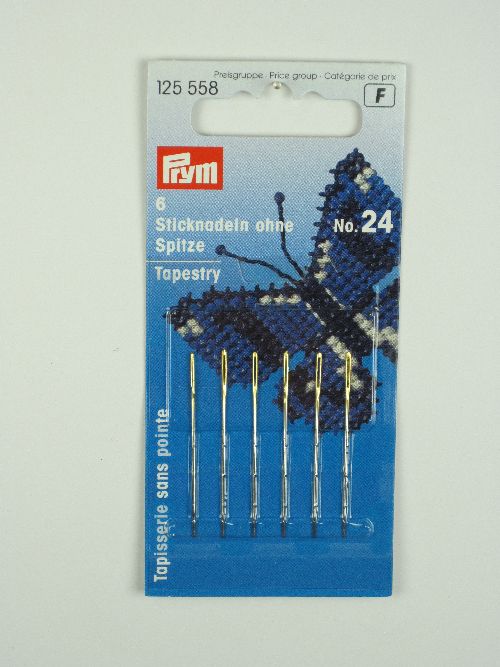 Preisgruppe · Price group · Catégorie de prix
125 558
F
Prym
6
Sticknadeln ohne
Spitze
No. 24
Tapestry
Tapisserie sans pointe